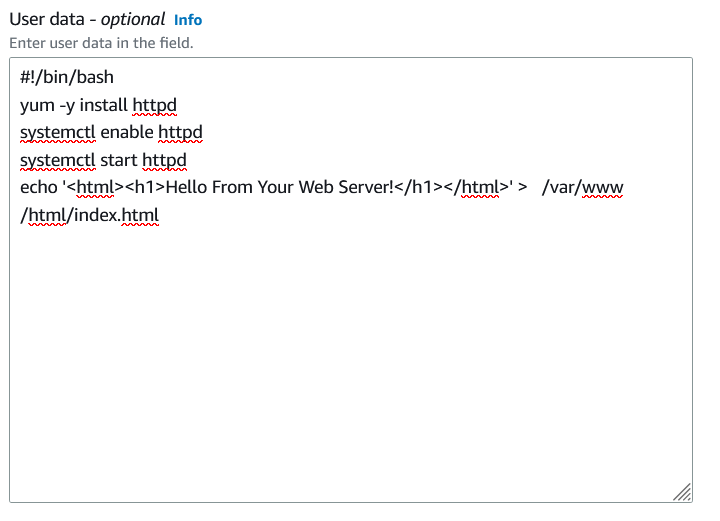 User data - optional Info
Enter user data in the field.
#!/bin/bash
yum -y install httpd
systemctl enable httpd
systemctl start httpd
echo '<html><h1>Hello From Your Web Server!</h1></html>' >   /var/www
/html/index.html